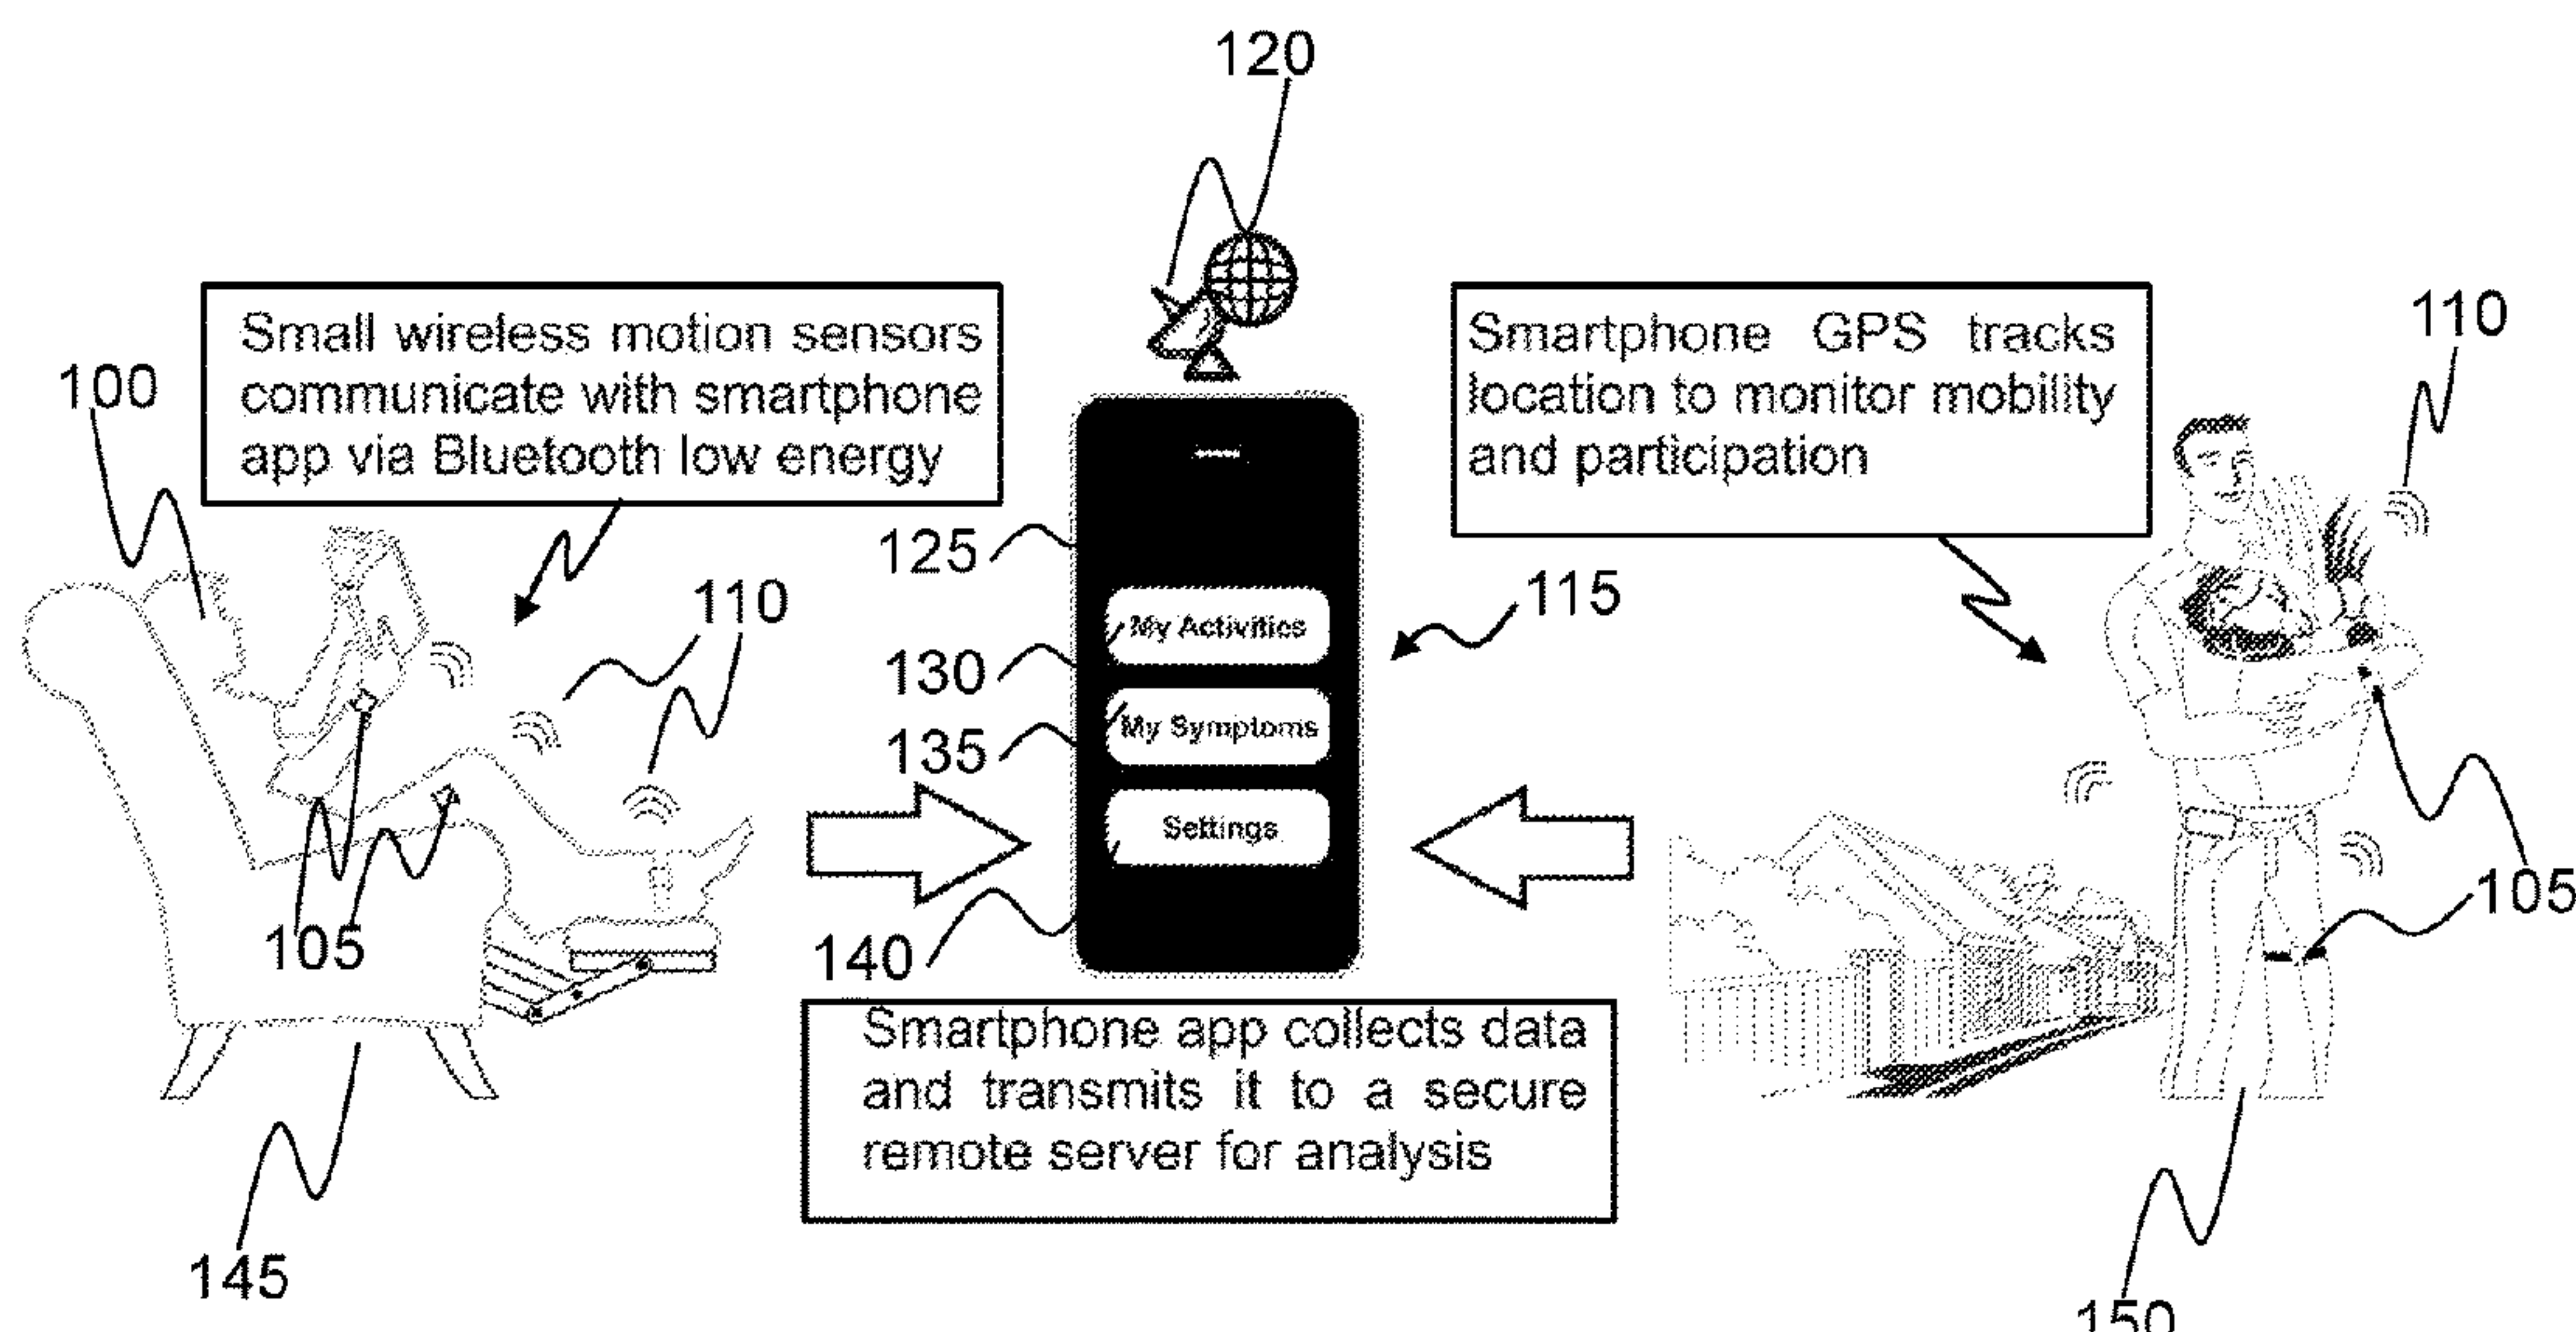 120
Small wireless motion sensors
communicate with smartphone
app via Bluetooth low energy
Smartphone GPS tracks
location to monitor mobility
and participation
110
100
125
110
115
My Activities
130
My Symptoms
135
Settings
105
105
140
Smartphone app collects data
and transmits it to a secure
remote server for analysis
145
150